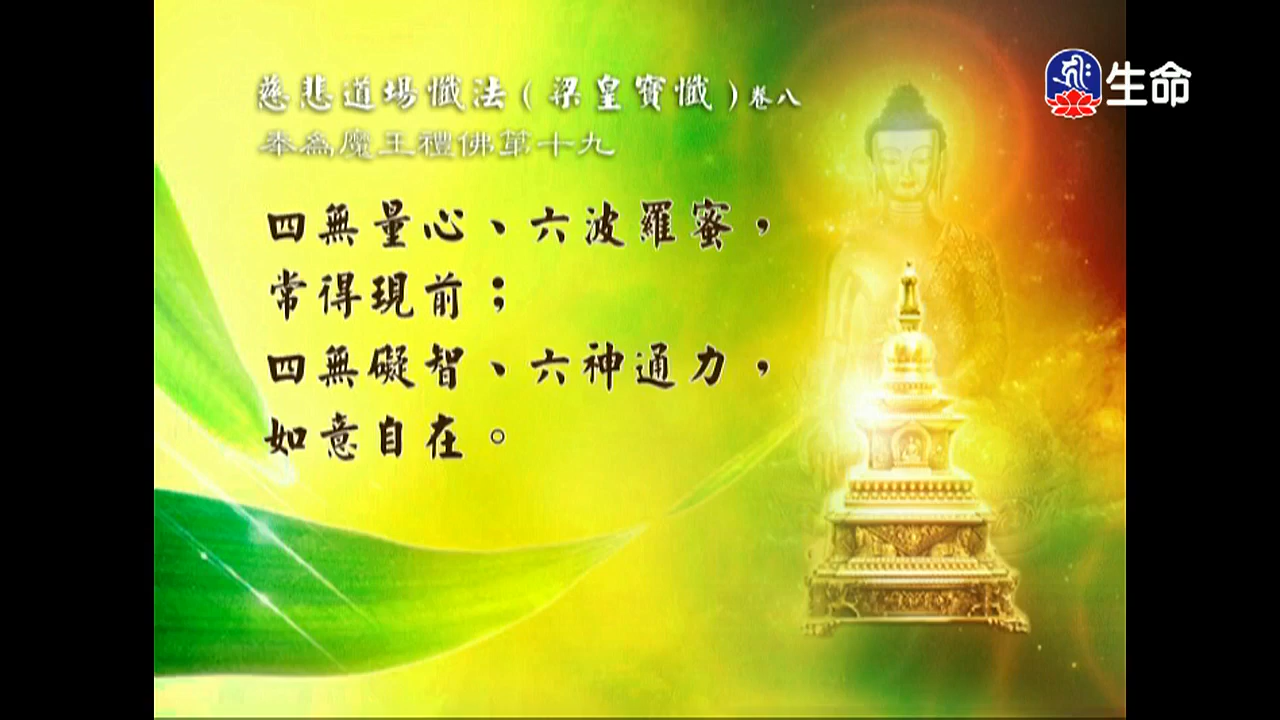 慈悲道場懺法(梁皇寶懺)卷八
奉為魔王禮佛第十九
四無量心、六波羅蜜，
常得現前；
四無礙智、六神通力，
如意自在。
生命